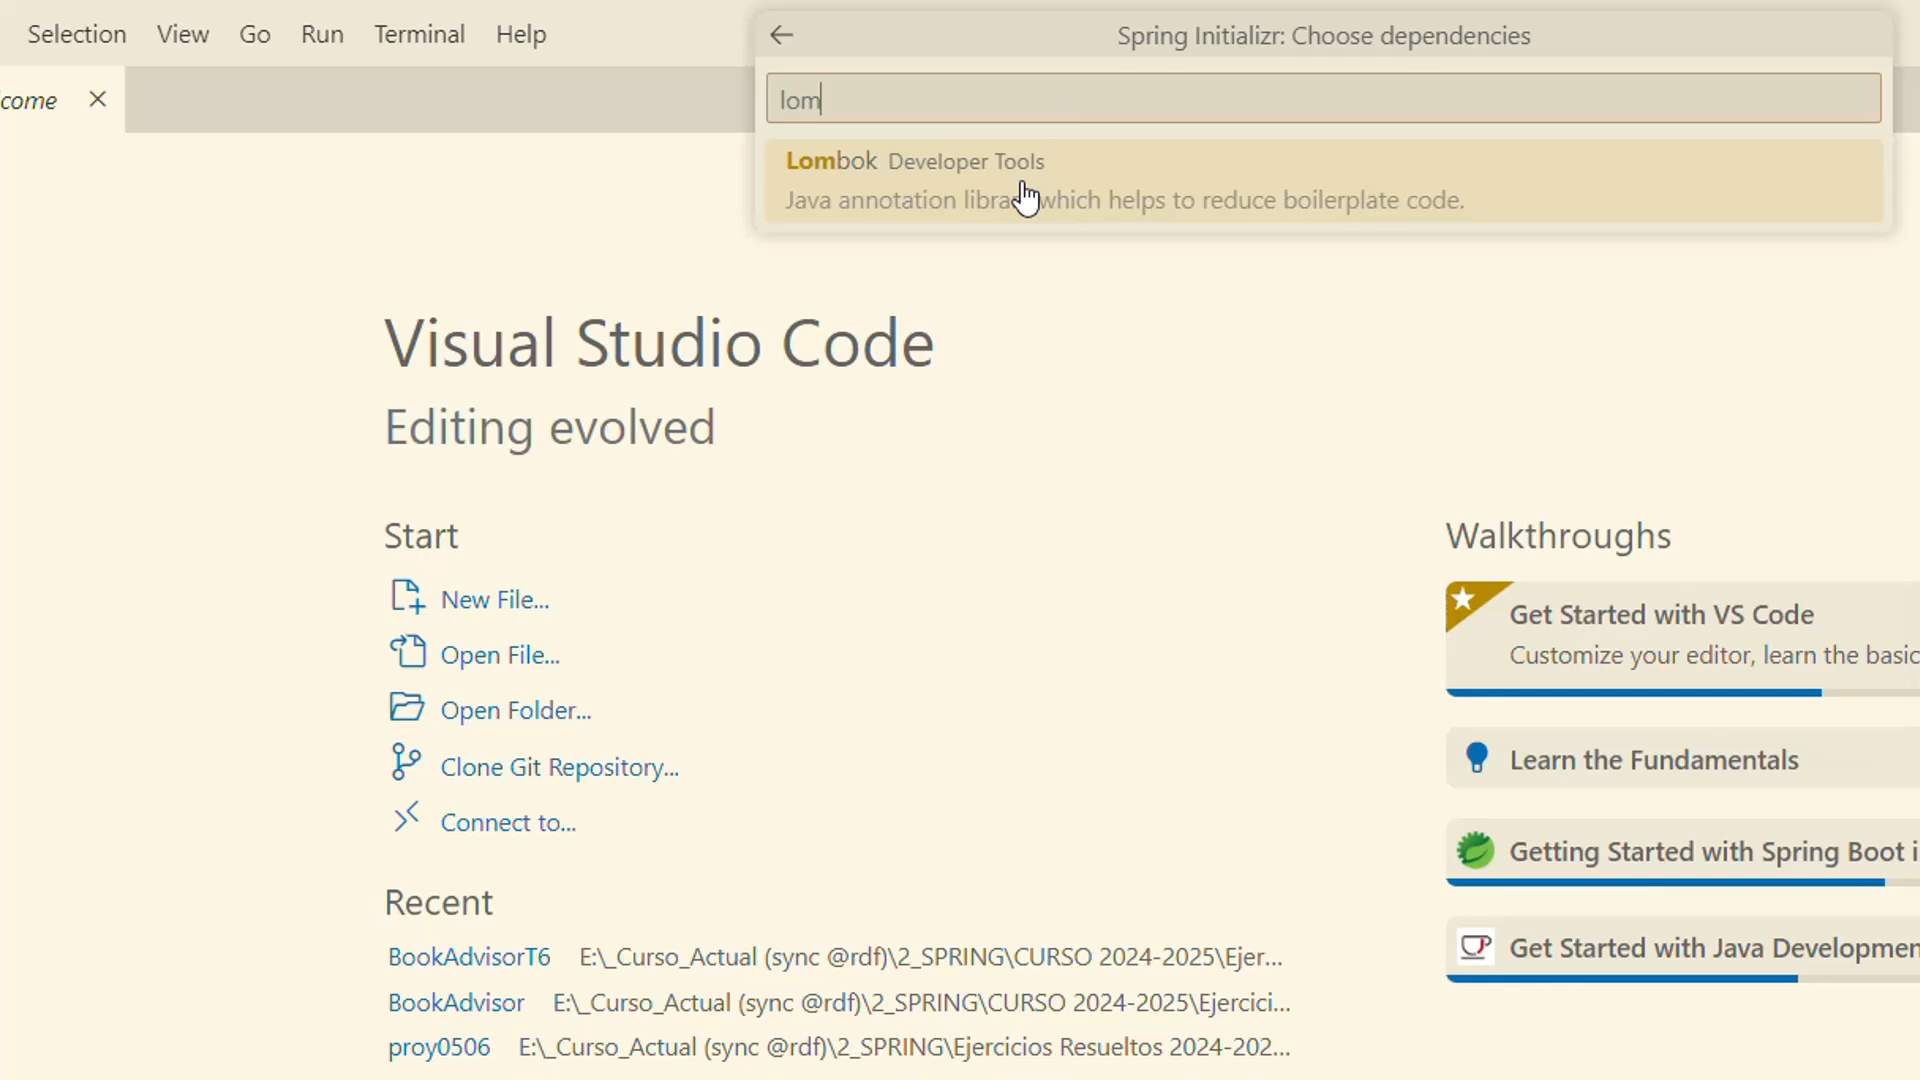 Selection View Go Run Terminal Help
Spring Initializr: Choose dependencies
come
lom
Lombok Developer Tools
Java annotation which helps to reduce boilerplate code.
Visual Studio Code
Editing evolved
Start
New File...
Open File...
Open Folder...
Clone Git Repository...
Connect to...
Recent
BookAdvisorT6 E:\_Curso_Actual (sync @rdf)\2_SPRING\CURSO 2024-2025\Ejer...
BookAdvisor E:\_Curso_Actual (sync @rdf)\2_SPRING\CURSO 2024-2025\Ejercici...
proy0506 E:\_Curso_Actual (sync @rdf)\2_SPRING\Ejercicios Resueltos 2024-202...
Walkthroughs
Get Started with VS Code
Customize your editor, learn the basic
Learn the Fundamentals
Getting Started with Spring Boot i
Get Started with Java Developmen